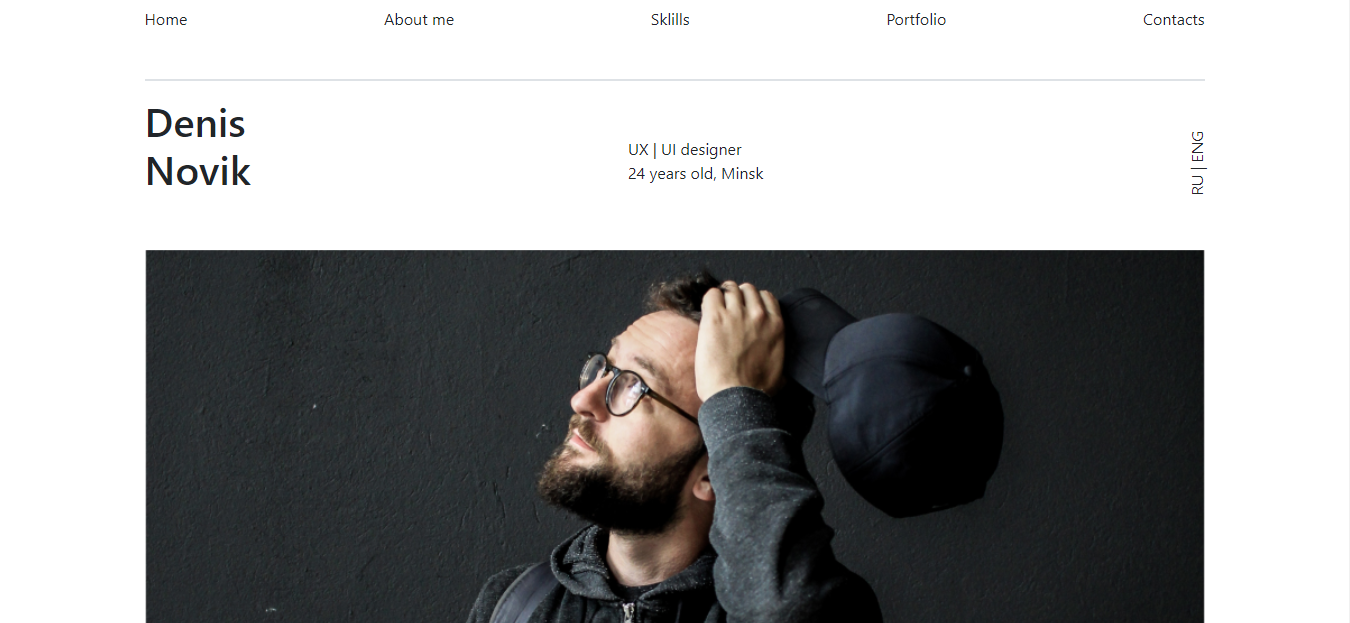 Home About me Sklills Portfolio Contacts
Denis
Novik
UX | UI designer
24 years old, Minsk
RU | ENG